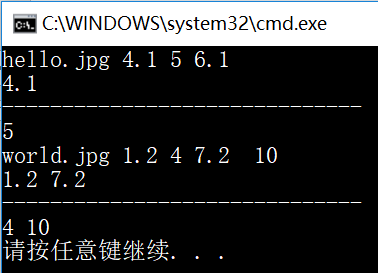 C:\WINDOWS\system32\cmd.exe
hello.jpg 4.1 5 6.1
4.1
------------------------------
5
world.jpg 1.2 4 7.2  10
1.2 7.2
------------------------------
4 10
请按任意键继续. . .